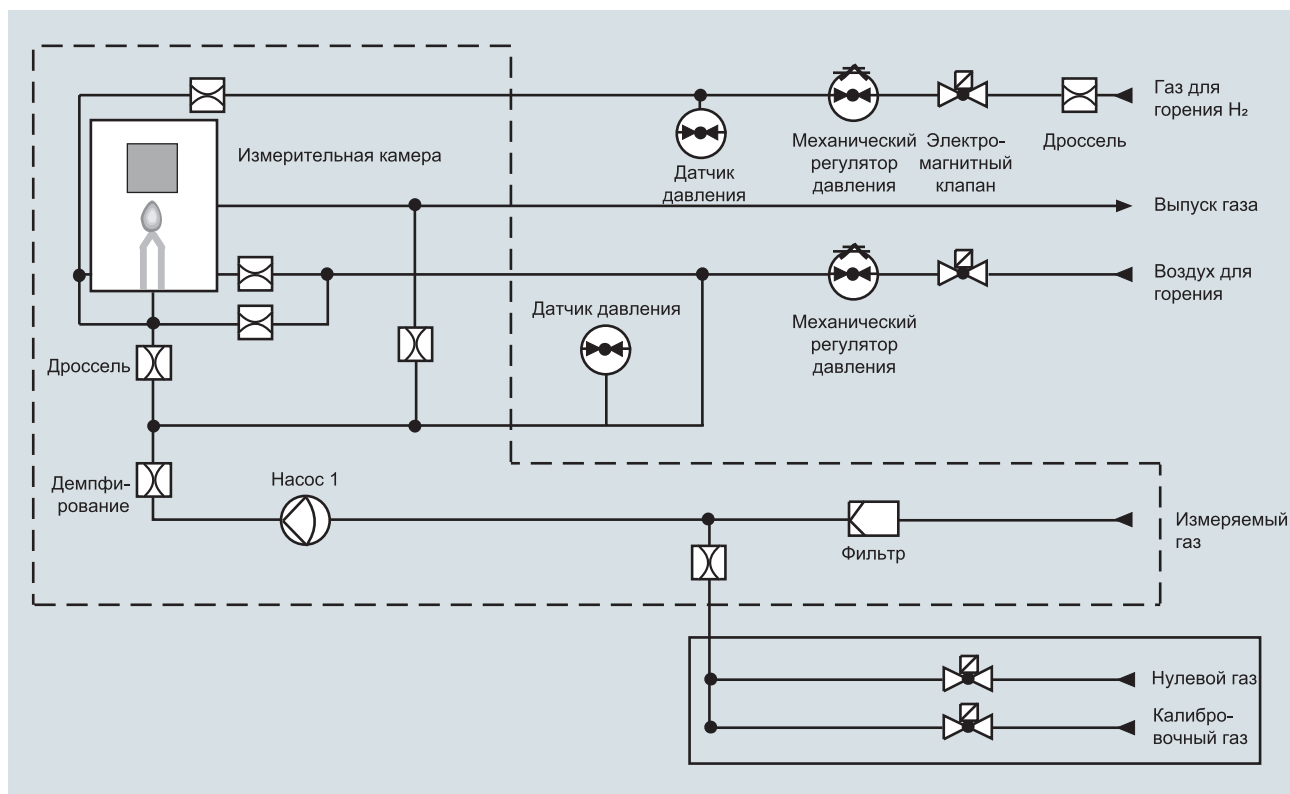 Газ для
горения H₂
Измерительная камера
Датчик
давления
Механический
регулятор
давления
Электро-
магнитный
клапан
Дроссель
Выпуск газа
Воздух для
горения
Датчик давления
Механический
регулятор
давления
Дроссель
Демпфи-
рование
Насос 1
Фильтр
Измеряемый
газ
Нулевой газ
Калибро-
вочный газ